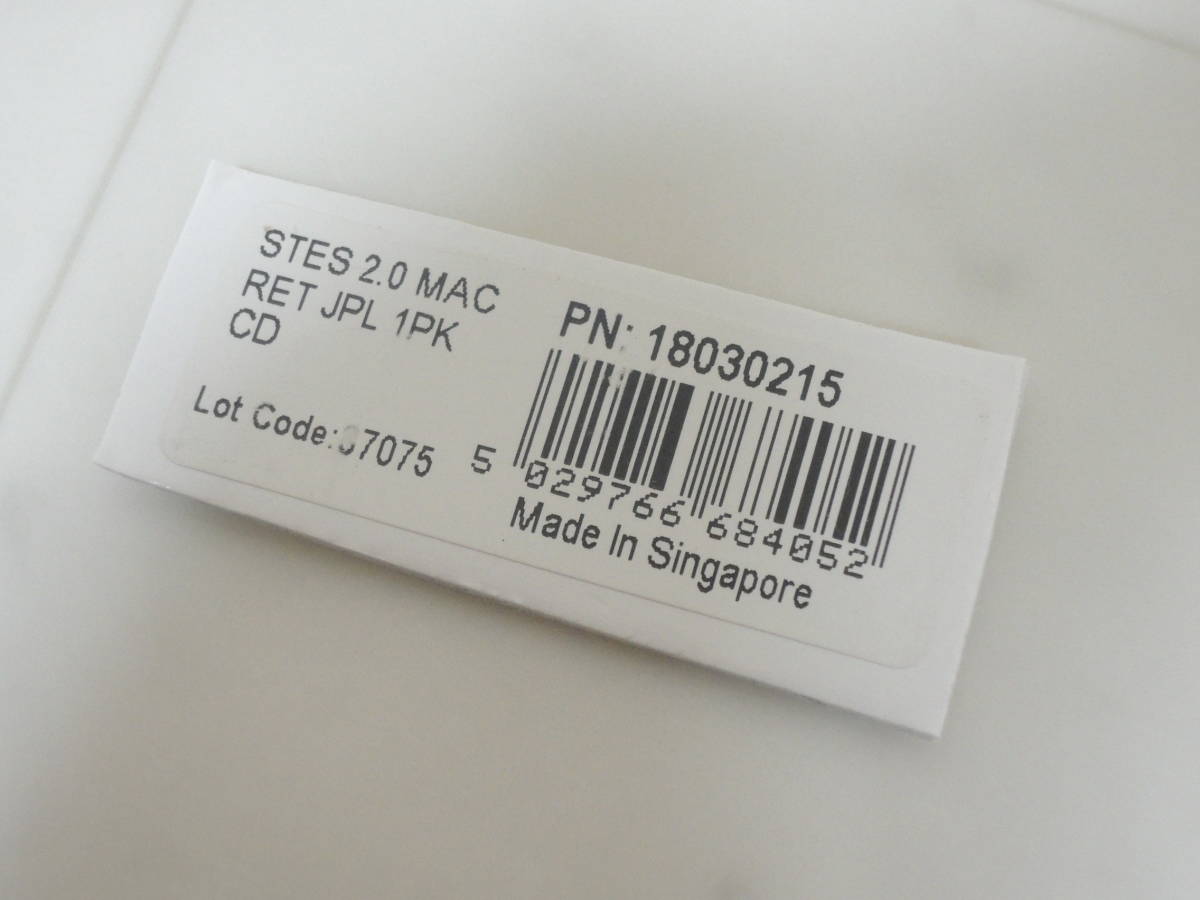 STES 2.0 MAC
RET JPL 1PK
CD
Lot Code:
PN: 18030215
5 029766 684052
Made In Singapore